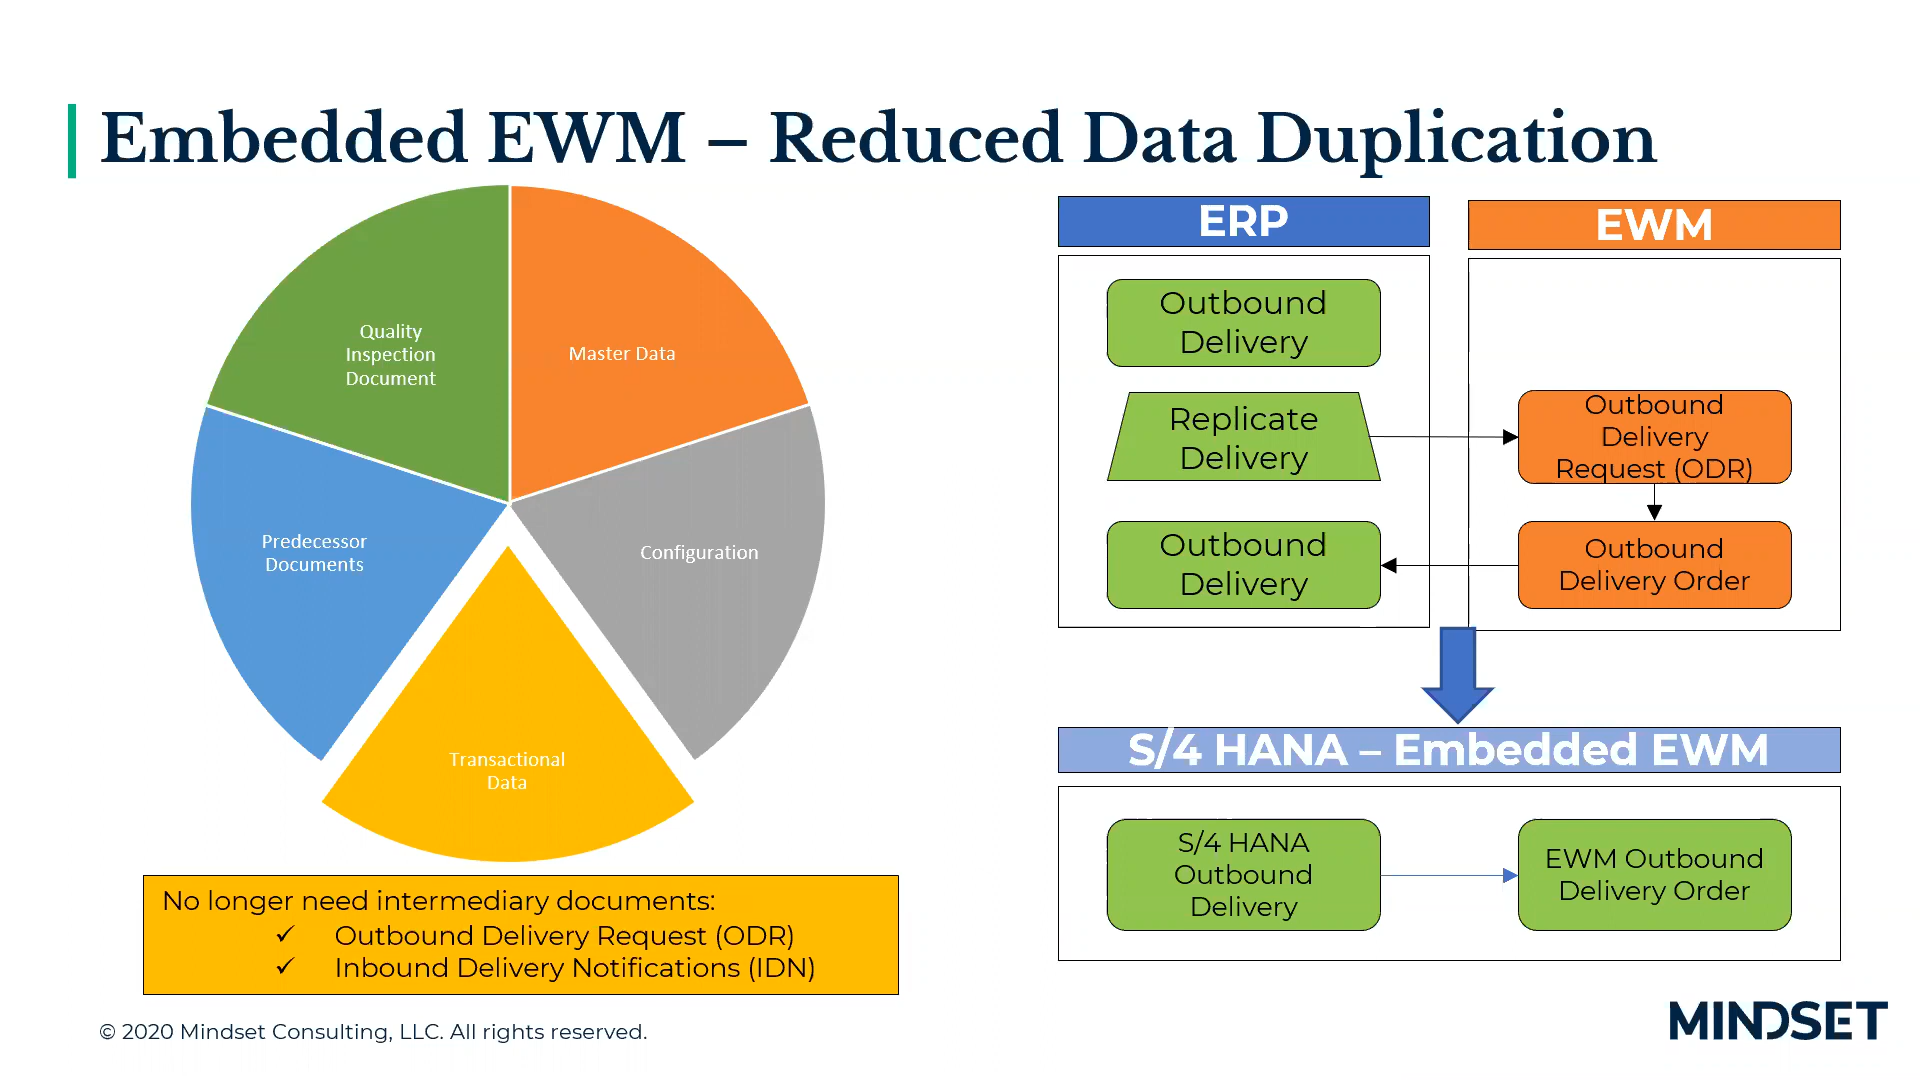 Embedded EWM – Reduced Data Duplication
Quality
Inspection
Document
Master Data
Predecessor
Documents
Configuration
Transactional
Data
No longer need intermediary documents:
✓ Outbound Delivery Request (ODR)
✓ Inbound Delivery Notifications (IDN)
ERP
Outbound
Delivery
Replicate
Delivery
Outbound
Delivery
EWM
Outbound
Delivery
Request (ODR)
Outbound
Delivery Order
S/4 HANA – Embedded EWM
S/4 HANA
Outbound
Delivery
EWM Outbound
Delivery Order
© 2020 Mindset Consulting, LLC. All rights reserved.
MINDSET